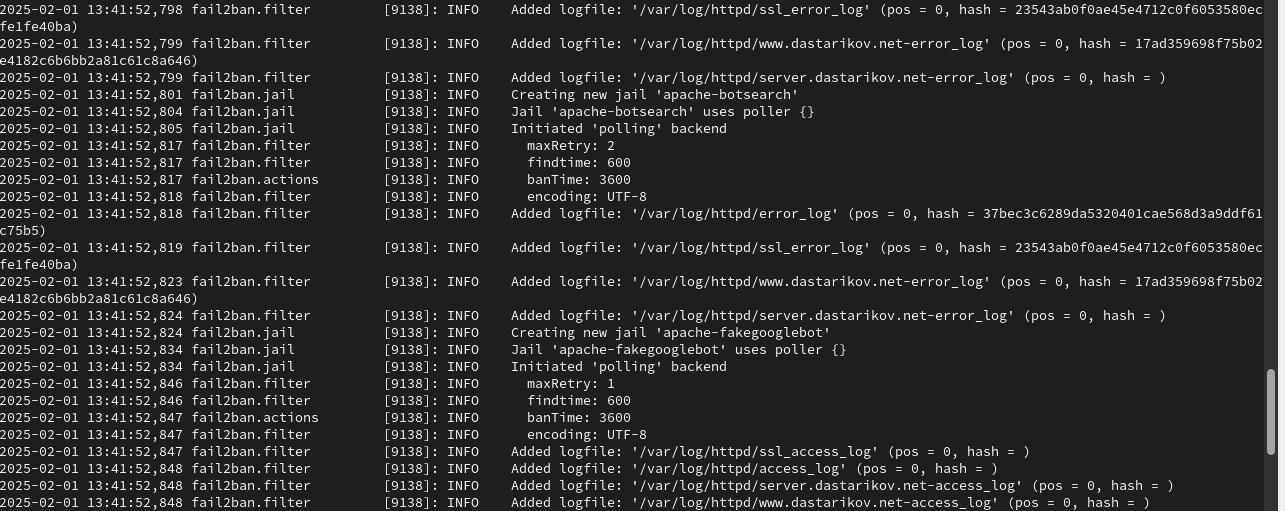 2025-02-01 13:41:52,798 fail2ban.filter         [9138]: INFO    Added logfile: '/var/log/httpd/ssl_error_log' (pos = 0, hash = 23543ab0f0ae45e4712c0f6053580ec
fe1fe40ba)
2025-02-01 13:41:52,799 fail2ban.filter         [9138]: INFO    Added logfile: '/var/log/httpd/www.dastarikov.net-error_log' (pos = 0, hash = 17ad359698f75b02
e4182c6b6bb2a81c61c8a646)
2025-02-01 13:41:52,799 fail2ban.filter         [9138]: INFO    Added logfile: '/var/log/httpd/server.dastarikov.net-error_log' (pos = 0, hash = )
2025-02-01 13:41:52,801 fail2ban.jail           [9138]: INFO    Creating new jail 'apache-botsearch'
2025-02-01 13:41:52,804 fail2ban.jail           [9138]: INFO    Jail 'apache-botsearch' uses poller {}
2025-02-01 13:41:52,805 fail2ban.jail           [9138]: INFO    Initiated 'polling' backend
2025-02-01 13:41:52,817 fail2ban.filter         [9138]: INFO      maxRetry: 2
2025-02-01 13:41:52,817 fail2ban.filter         [9138]: INFO      findtime: 600
2025-02-01 13:41:52,817 fail2ban.actions        [9138]: INFO      banTime: 3600
2025-02-01 13:41:52,818 fail2ban.filter         [9138]: INFO      encoding: UTF-8
2025-02-01 13:41:52,818 fail2ban.filter         [9138]: INFO    Added logfile: '/var/log/httpd/error_log' (pos = 0, hash = 37bec3c6289da5320401cae568d3a9ddf61
c75b5)
2025-02-01 13:41:52,819 fail2ban.filter         [9138]: INFO    Added logfile: '/var/log/httpd/ssl_error_log' (pos = 0, hash = 23543ab0f0ae45e4712c0f6053580ec
fe1fe40ba)
2025-02-01 13:41:52,823 fail2ban.filter         [9138]: INFO    Added logfile: '/var/log/httpd/www.dastarikov.net-error_log' (pos = 0, hash = 17ad359698f75b02
e4182c6b6bb2a81c61c8a646)
2025-02-01 13:41:52,824 fail2ban.filter         [9138]: INFO    Added logfile: '/var/log/httpd/server.dastarikov.net-error_log' (pos = 0, hash = )
2025-02-01 13:41:52,824 fail2ban.jail           [9138]: INFO    Creating new jail 'apache-fakegooglebot'
2025-02-01 13:41:52,834 fail2ban.jail           [9138]: INFO    Jail 'apache-fakegooglebot' uses poller {}
2025-02-01 13:41:52,834 fail2ban.jail           [9138]: INFO    Initiated 'polling' backend
2025-02-01 13:41:52,846 fail2ban.filter         [9138]: INFO      maxRetry: 1
2025-02-01 13:41:52,846 fail2ban.filter         [9138]: INFO      findtime: 600
2025-02-01 13:41:52,847 fail2ban.actions        [9138]: INFO      banTime: 3600
2025-02-01 13:41:52,847 fail2ban.filter         [9138]: INFO      encoding: UTF-8
2025-02-01 13:41:52,847 fail2ban.filter         [9138]: INFO    Added logfile: '/var/log/httpd/ssl_access_log' (pos = 0, hash = )
2025-02-01 13:41:52,848 fail2ban.filter         [9138]: INFO    Added logfile: '/var/log/httpd/access_log' (pos = 0, hash = )
2025-02-01 13:41:52,848 fail2ban.filter         [9138]: INFO    Added logfile: '/var/log/httpd/server.dastarikov.net-access_log' (pos = 0, hash = )
2025-02-01 13:41:52,848 fail2ban.filter         [9138]: INFO    Added logfile: '/var/log/httpd/www.dastarikov.net-access_log' (pos = 0, hash = )